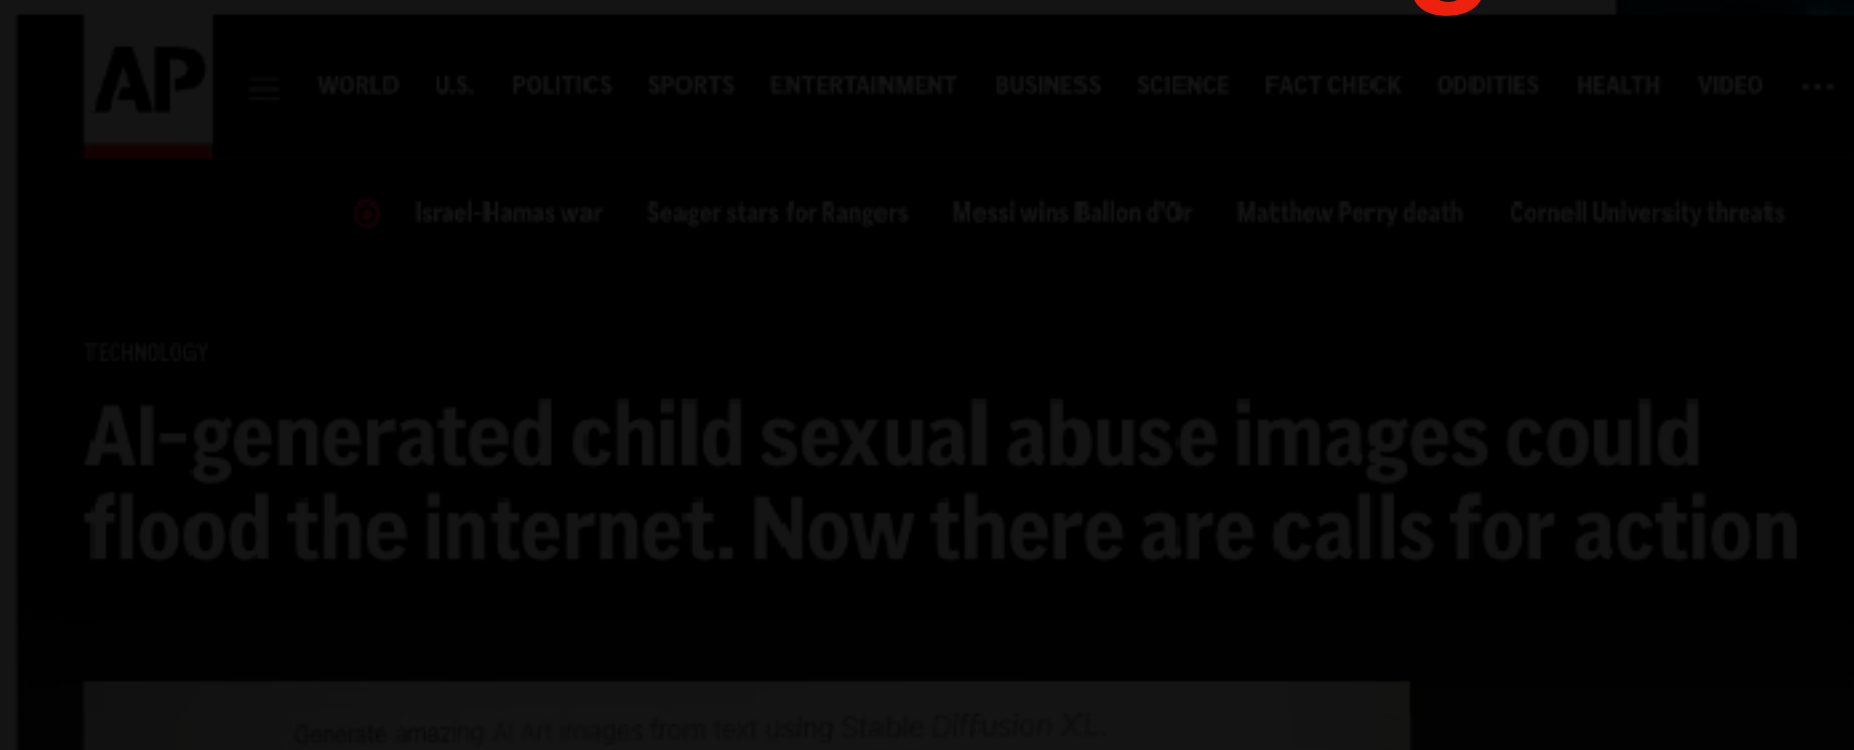 AP
WORLD U.S. POLITICS SPORTS ENTERTAINMENT BUSINESS SCIENCE FACT CHECK ODDITIES HEALTH VIDEO ...
Israel-Hamas war Seager stars for Rangers Messi wins Ballon d'Or Matthew Perry death Cornell University threats
TECHNOLOGY
AI-generated child sexual abuse images could
flood the internet. Now there are calls for action
Generate amazing AI Art images from text using Stable Diffusion XL.